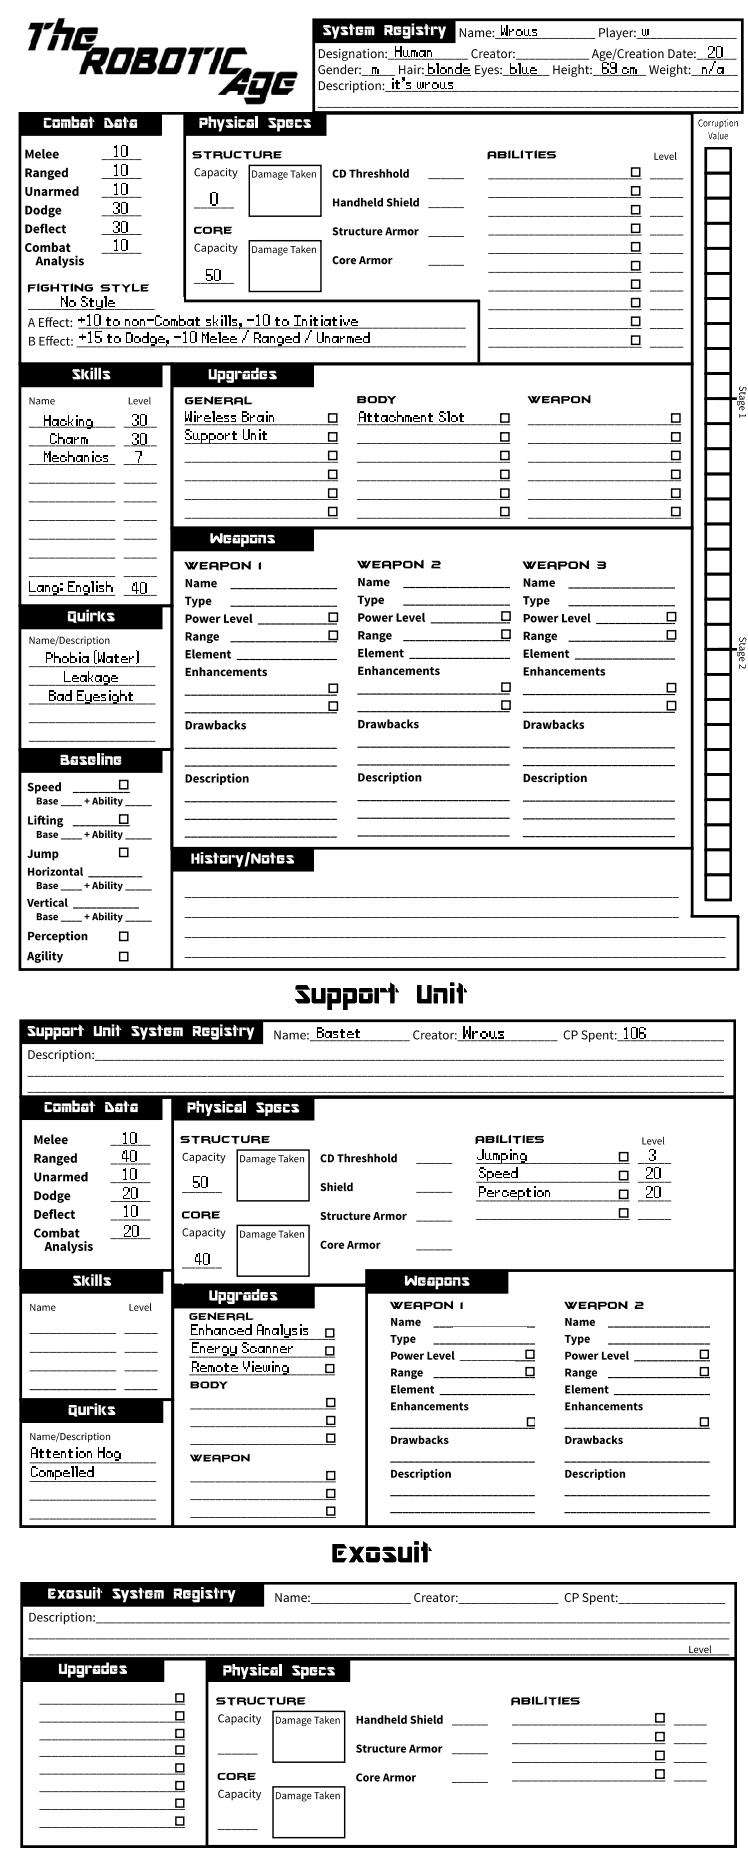 The ROBOTIC Age
System Registry Name: Wrous Player: w
Designation: Human Creator: Age/Creation Date: 20
Gender: m Hair: blonde Eyes: blue Height: 69 cm Weight: n/a
Description: it's wrous
Combat Data
Melee 10
Ranged 10
Unarmed 10
Dodge 30
Deflect 30
Combat Analysis 10
FIGHTING STYLE
No Style
A Effect: +10 to non-Combat skills, -10 to Initiative
B Effect: +15 to Dodge, -10 Melee / Ranged / Unarmed
Physical Specs
STRUCTURE
Capacity Damage Taken
0
CORE
Capacity Damage Taken
50
CD Threshhold
Handheld Shield
Structure Armor
Core Armor
ABILITIES Level
Corruption Value
Stage 1
Stage 2
Skills
Name Level
Hacking 30
Charm 30
Mechanics 7
Lang: English 40
Upgrades
GENERAL BODY WEAPON
Wireless Brain Attachment Slot
Support Unit
Quirks
Name/Description
Phobia (Water)
Leakage
Bad Eyesight
Weapons
WEAPON 1 WEAPON 2 WEAPON 3
Name Name Name
Type Type Type
Power Level Power Level Power Level
Range Range Range
Element Element Element
Enhancements Enhancements Enhancements
Drawbacks Drawbacks Drawbacks
Description Description Description
Baseline
Speed
Base + Ability
Lifting
Base + Ability
Jump
Horizontal
Base + Ability
Vertical
Base + Ability
Perception
Agility
History/Notes
Support Unit
Support Unit System Registry Name: Bastet Creator: Wrous CP Spent: 106
Description:
Combat Data
Melee 10
Ranged 40
Unarmed 10
Dodge 20
Deflect 10
Combat Analysis 20
Physical Specs
STRUCTURE
Capacity Damage Taken
50
CORE
Capacity Damage Taken
40
CD Threshhold
Shield
Structure Armor
Core Armor
ABILITIES Level
Jumping 3
Speed 20
Perception 20
Skills
Name Level
Quriks
Name/Description
Attention Hog
Compelled
Upgrades
GENERAL
Enhanced Analysis
Energy Scanner
Remote Viewing
BODY
WEAPON
Weapons
WEAPON 1 WEAPON 2
Name Name
Type Type
Power Level Power Level
Range Range
Element Element
Enhancements Enhancements
Drawbacks Drawbacks
Description Description
Exosuit
Exosuit System Registry Name: Creator: CP Spent:
Description:
Level
Upgrades
Physical Specs
STRUCTURE
Capacity Damage Taken
CORE
Capacity Damage Taken
Handheld Shield
Structure Armor
Core Armor
ABILITIES